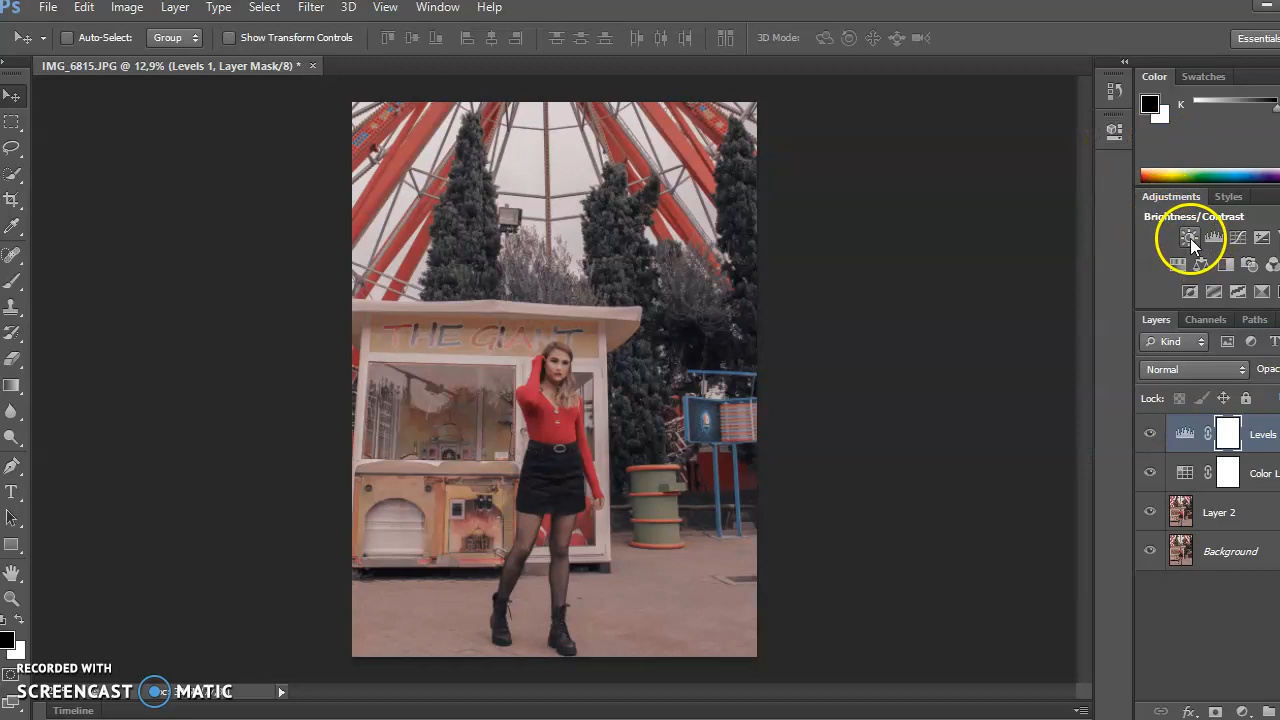 Ps File Edit Image Layer Type Select Filter 3D View Window Help
Auto-Select: Group Show Transform Controls 3D Mode: Essentials
IMG_6815.JPG @ 12,9% (Levels 1, Layer Mask/8) * ×
Color Swatches
K
Adjustments Styles
Brightness/Contrast
THE GIANT
Layers Channels Paths
Kind
Normal Opac
Lock:
Levels
Color L
Layer 2
Background
RECORDED WITH
SCREENCAST MATIC
Timeline